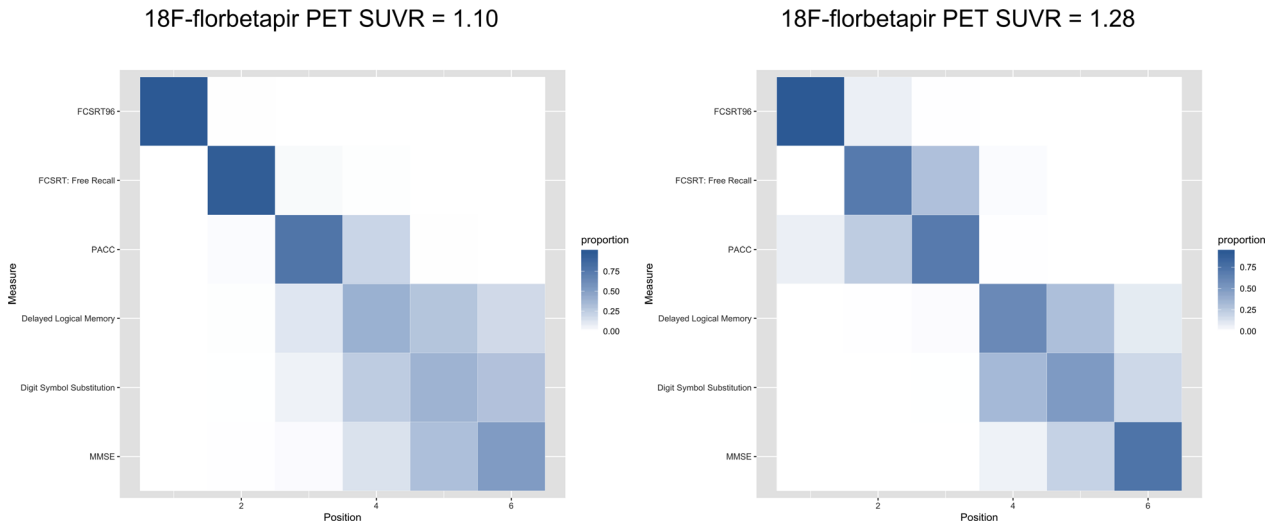 18F-florbetapir PET SUVR = 1.10
FCSRT96
FCSRT: Free Recall
PACC
Delayed Logical Memory
Digit Symbol Substitution
MMSE
Measure
2
4
6
Position
proportion
0.75
0.50
0.25
0.00
18F-florbetapir PET SUVR = 1.28
FCSRT96
FCSRT: Free Recall
PACC
Delayed Logical Memory
Digit Symbol Substitution
MMSE
Measure
2
4
6
Position
proportion
0.75
0.50
0.25
0.00